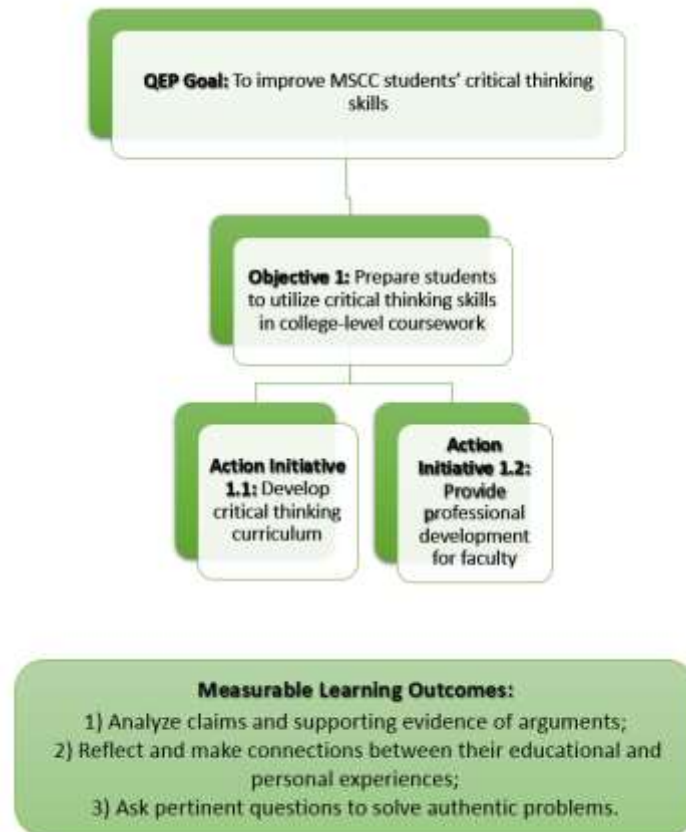 QEP Goal: To improve MSCC students' critical thinking
skills
Objective 1: Prepare students
to utilize critical thinking skills
in college-level coursework
Action Initiative
1.1: Develop
critical thinking
curriculum
Action
Initiative 1.2:
Provide
professional
development
for faculty
Measurable Learning Outcomes:
1) Analyze claims and supporting evidence of arguments;
2) Reflect and make connections between their educational and
personal experiences;
3) Ask pertinent questions to solve authentic problems.